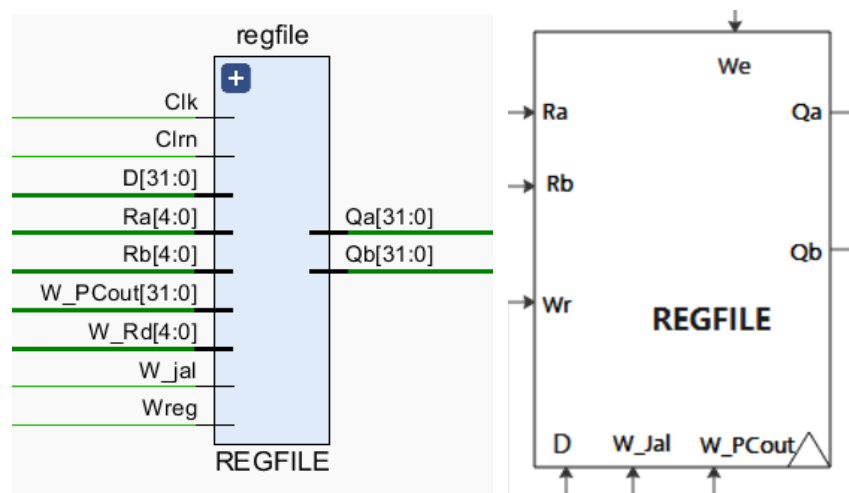 regfile
Clk
Clrn
D[31:0]
Ra[4:0]
Rb[4:0]
W_PCout[31:0]
W_Rd[4:0]
W_jal
Wreg
Qa[31:0]
Qb[31:0]
REGFILE
We
Ra
Qa
Rb
Qb
Wr
REGFILE
D W_Jal W_PCout